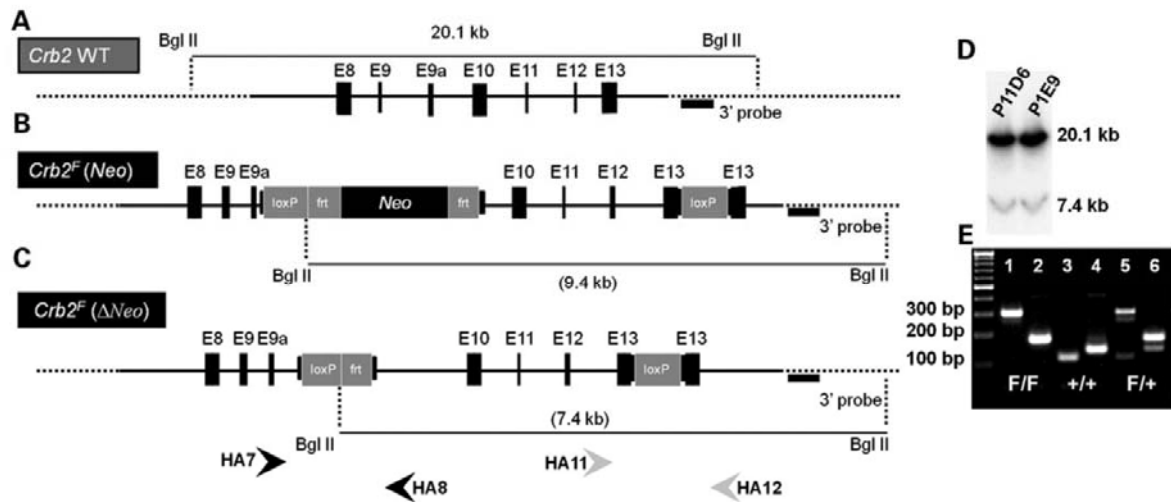 A
Crb2 WT
Bgl II
20.1 kb
Bgl II
E8 E9 E9a E10 E11 E12 E13
3' probe
B
Crb2F (Neo)
E8 E9 E9a E10 E11 E12 E13 E13
loxP frt Neo frt loxP
3' probe
Bgl II
(9.4 kb)
Bgl II
C
Crb2F (ΔNeo)
E8 E9 E9a E10 E11 E12 E13 E13
loxP frt loxP
3' probe
(7.4 kb)
Bgl II
Bgl II
HA7
HA8
HA11
HA12
D
P11D6 P1E9
20.1 kb
7.4 kb
E
1 2 3 4 5 6
300 bp
200 bp
100 bp
F/F +/+ F/+